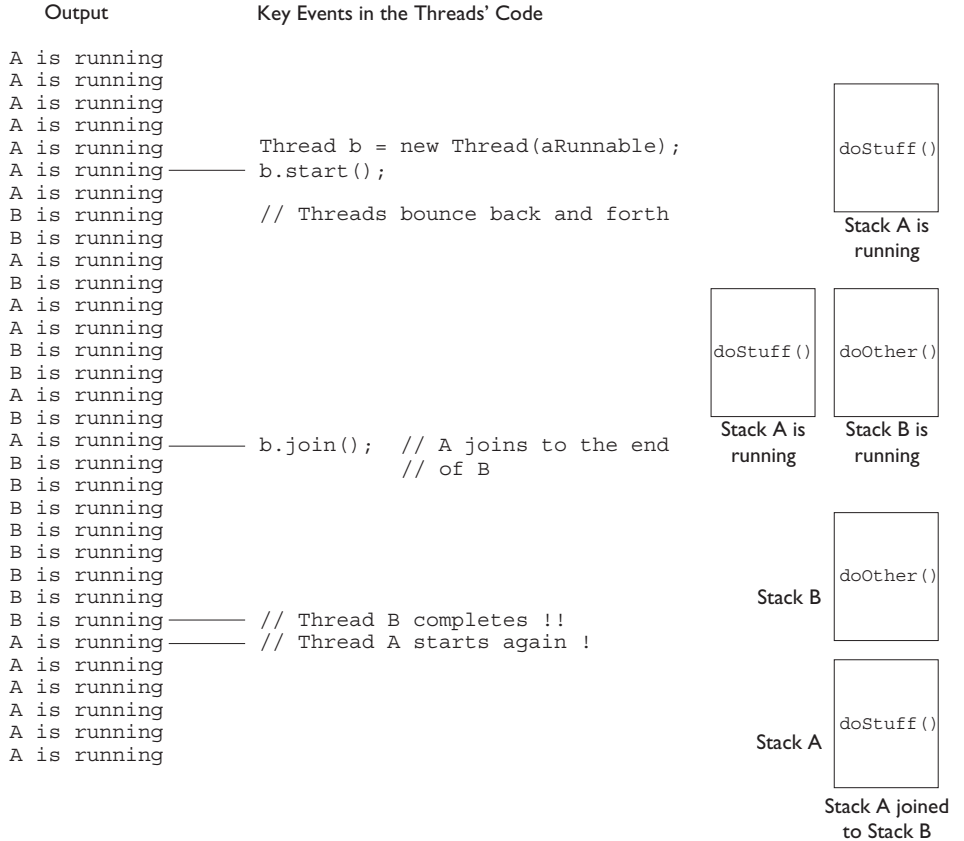 Output Key Events in the Threads' Code
A is running
A is running
A is running
A is running
A is running Thread b = new Thread(aRunnable);
A is running b.start();
A is running
B is running // Threads bounce back and forth
B is running
A is running
B is running
A is running
A is running
B is running
B is running
A is running
B is running
A is running b.join(); // A joins to the end
B is running // of B
B is running
B is running
B is running
B is running
B is running
B is running
B is running // Thread B completes !!
A is running // Thread A starts again !
A is running
A is running
A is running
A is running
A is running
doStuff()
Stack A is
running
doStuff() doOther()
Stack A is Stack B is
running running
doOther()
Stack B
doStuff()
Stack A
Stack A joined
to Stack B